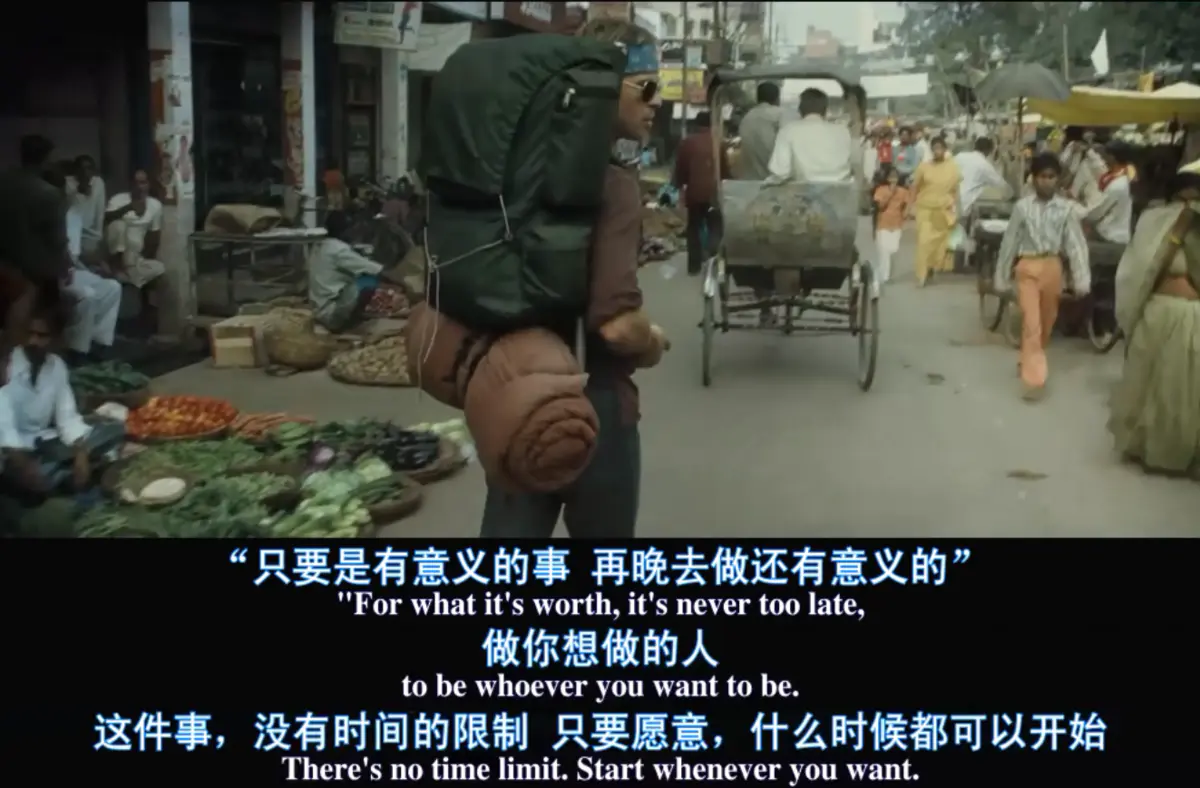 “只要是有意义的事 再晚去做还有意义的”
"For what it's worth, it's never too late,
做你想做的人
to be whoever you want to be.
这件事，没有时间的限制 只要愿意，什么时候都可以开始
There's no time limit. Start whenever you want.